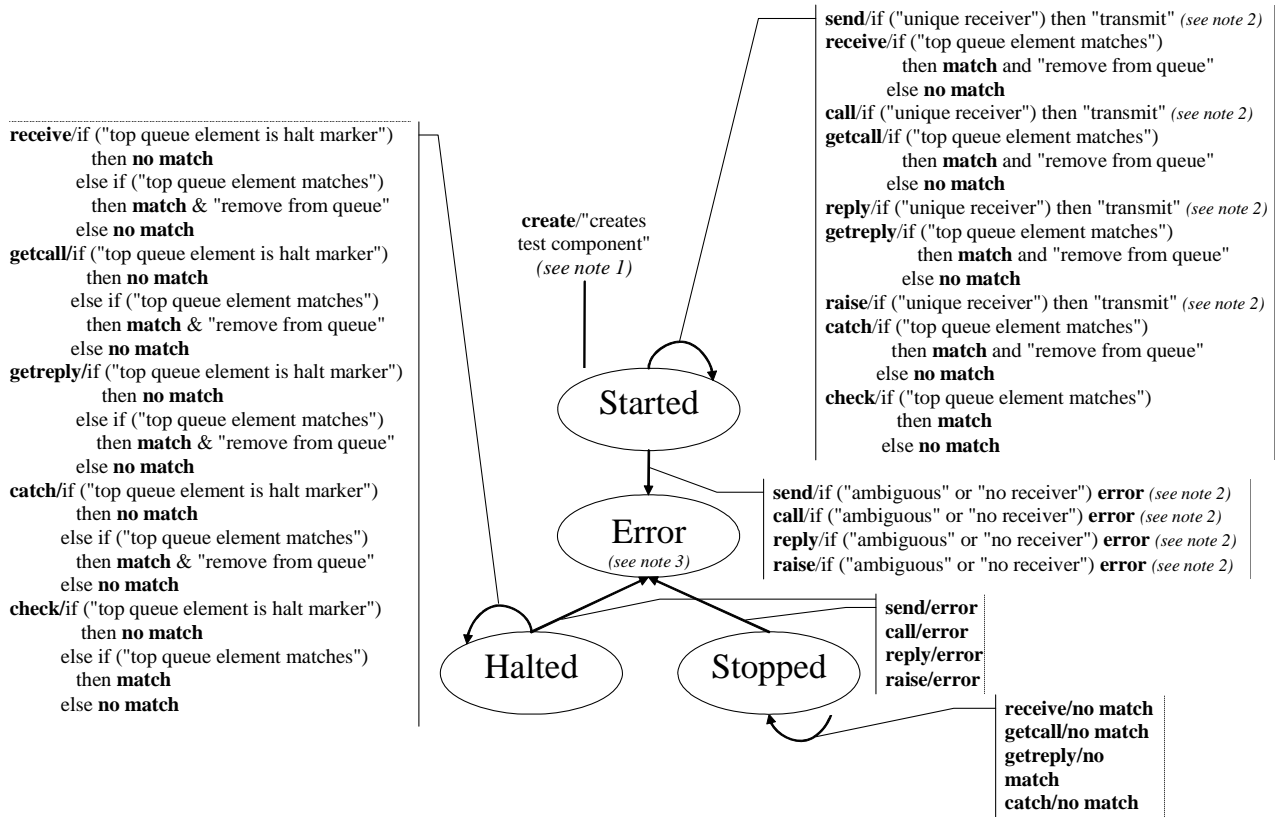 send/if ("unique receiver") then "transmit" (see note 2)
receive/if ("top queue element matches")
then match and "remove from queue"
else no match
call/if ("unique receiver") then "transmit" (see note 2)
getcall/if ("top queue element matches")
then match and "remove from queue"
else no match
reply/if ("unique receiver") then "transmit" (see note 2)
getreply/if ("top queue element matches")
then match and "remove from queue"
else no match
raise/if ("unique receiver") then "transmit" (see note 2)
catch/if ("top queue element matches")
then match and "remove from queue"
else no match
check/if ("top queue element matches")
then match
else no match
receive/if ("top queue element is halt marker")
then no match
else if ("top queue element matches")
then match & "remove from queue"
else no match
getcall/if ("top queue element is halt marker")
then no match
else if ("top queue element matches")
then match & "remove from queue"
else no match
getreply/if ("top queue element is halt marker")
then no match
else if ("top queue element matches")
then match & "remove from queue"
else no match
catch/if ("top queue element is halt marker")
then no match
else if ("top queue element matches")
then match & "remove from queue"
else no match
check/if ("top queue element is halt marker")
then no match
else if ("top queue element matches")
then match
else no match
create/"creates
test component"
(see note 1)
Started
Error
(see note 3)
send/if ("ambiguous" or "no receiver") error (see note 2)
call/if ("ambiguous" or "no receiver") error (see note 2)
reply/if ("ambiguous" or "no receiver") error (see note 2)
raise/if ("ambiguous" or "no receiver") error (see note 2)
Halted
Stopped
send/error
call/error
reply/error
raise/error
receive/no match
getcall/no match
getreply/no
match
catch/no match